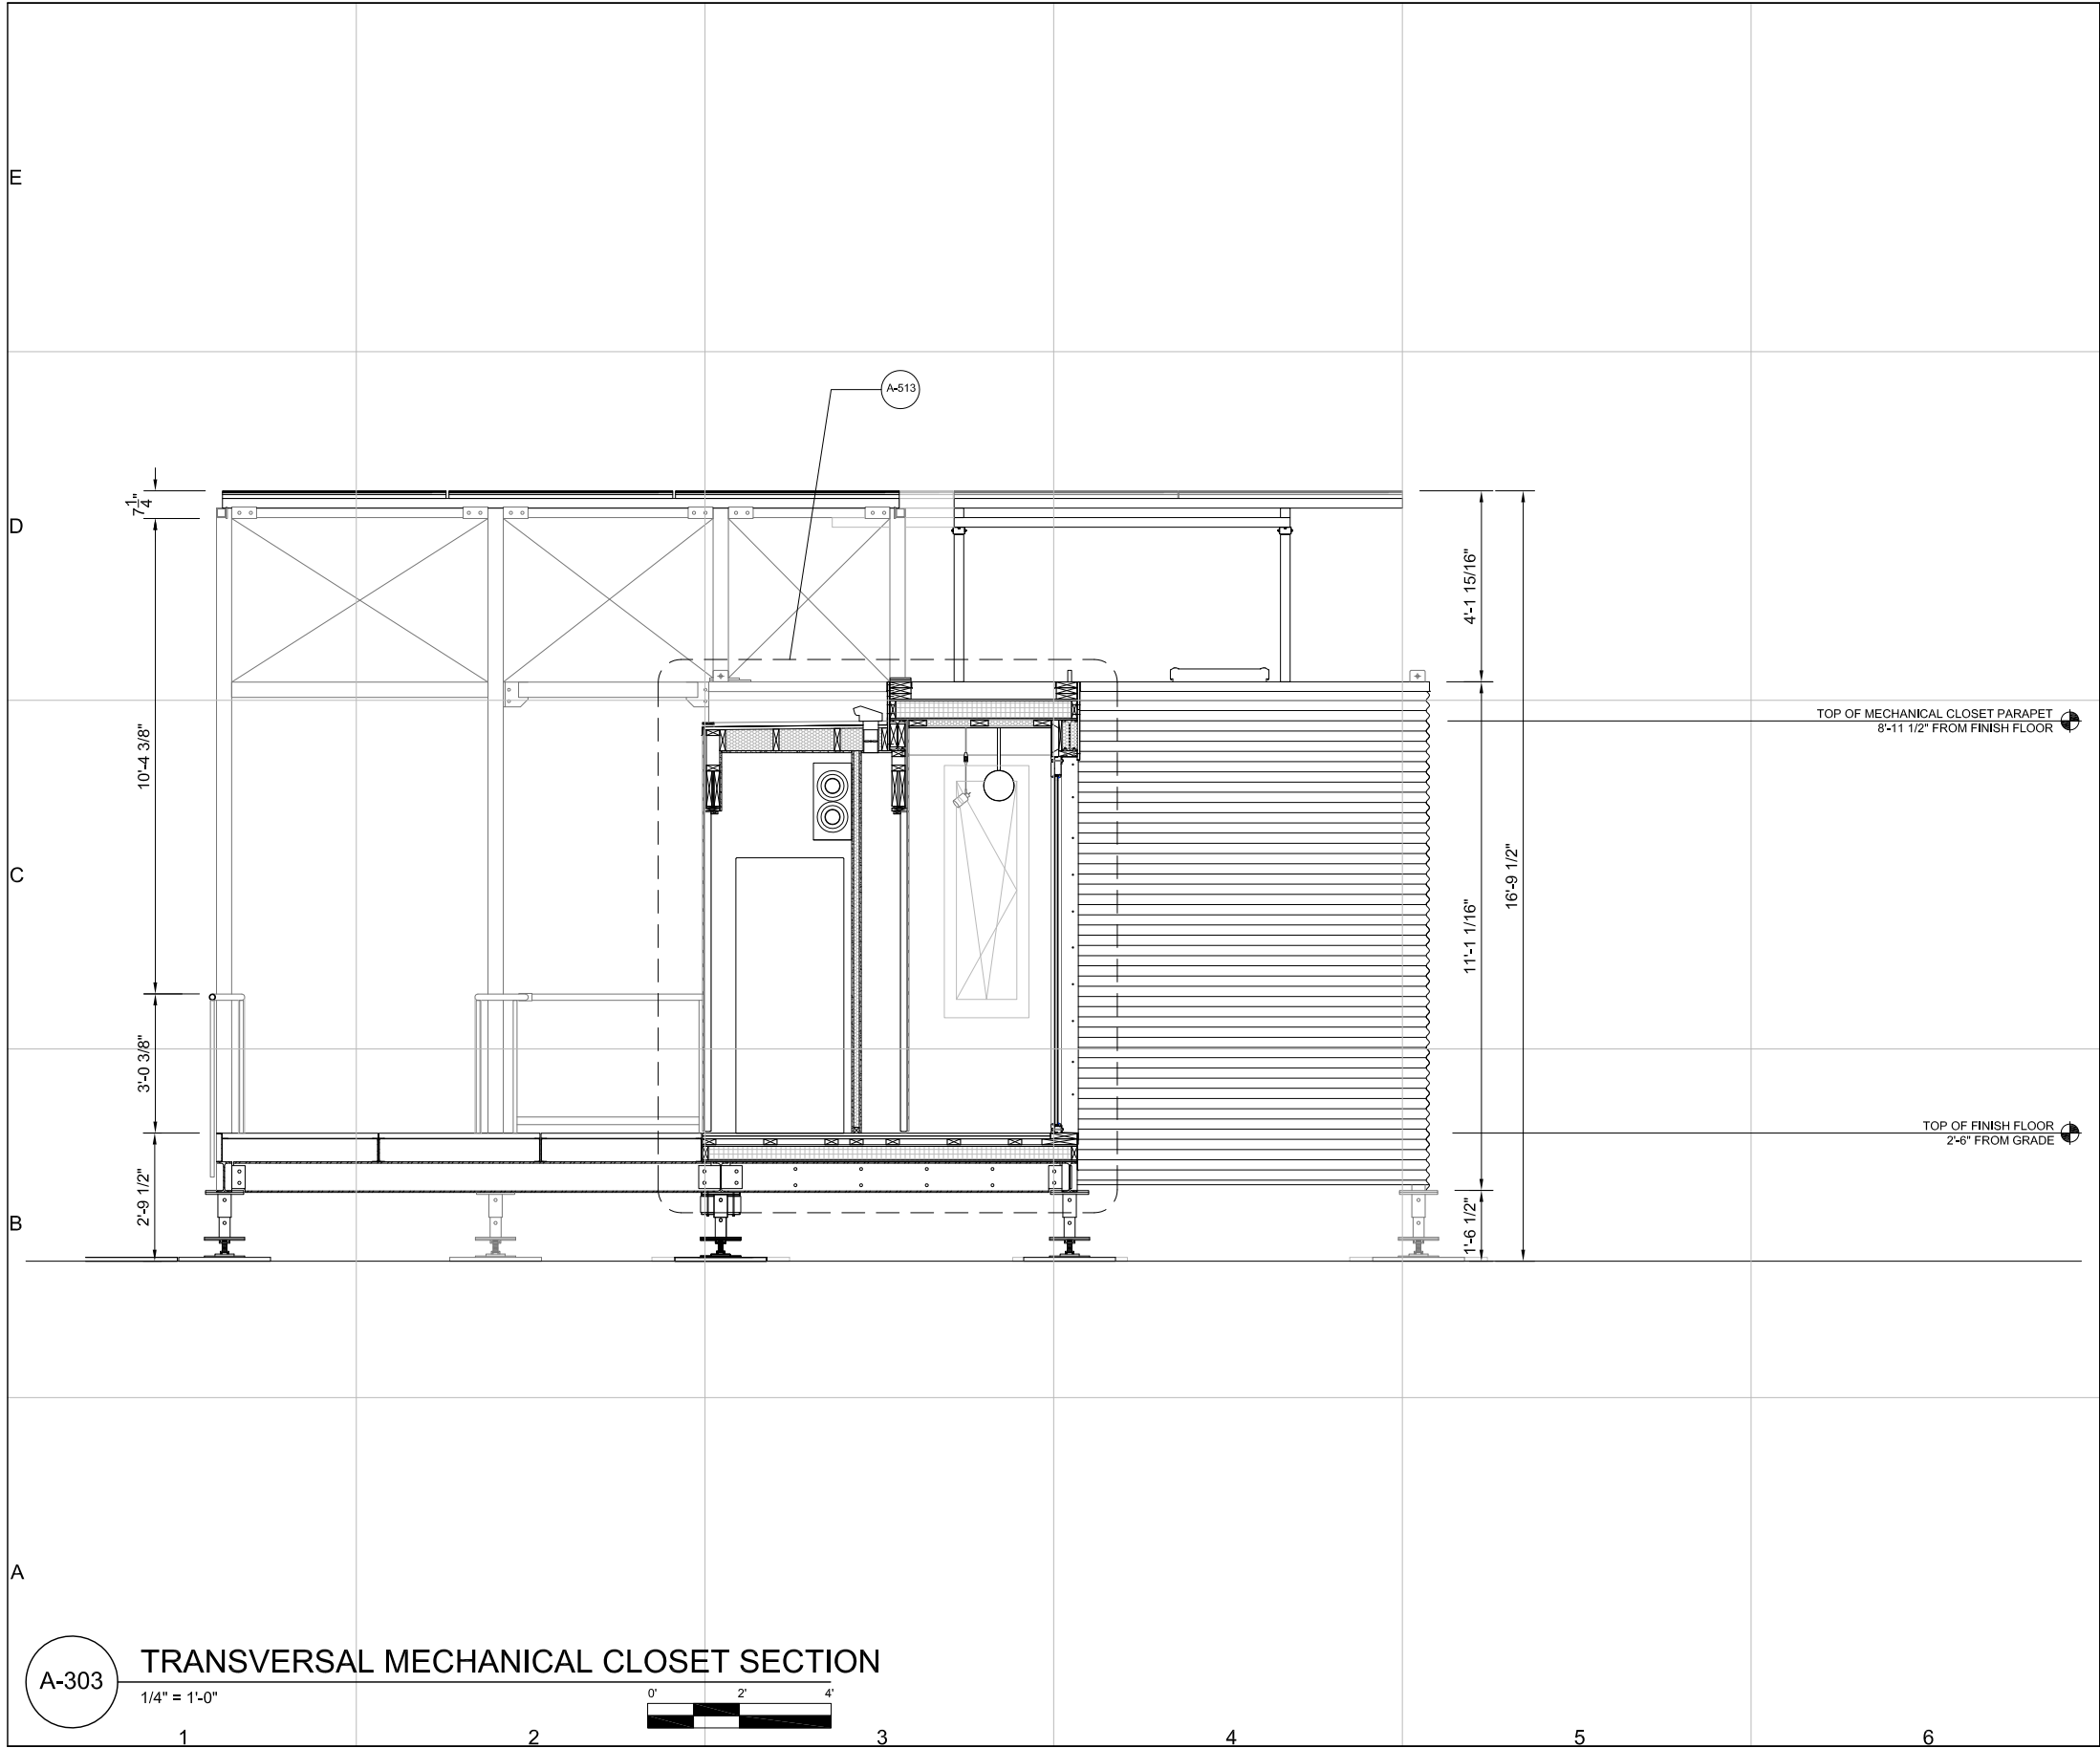 E
A-513
7 1/4"
D
4'-1 15/16"
TOP OF MECHANICAL CLOSET PARAPET
8'-11 1/2" FROM FINISH FLOOR
10'-4 3/8"
C
16'-9 1/2"
11'-1 1/16"
3'-0 3/8"
TOP OF FINISH FLOOR
2'-6" FROM GRADE
2'-9 1/2"
B
1'-6 1/2"
A
A-303
TRANSVERSAL MECHANICAL CLOSET SECTION
1/4" = 1'-0"
0' 2' 4'
1 2 3 4 5 6